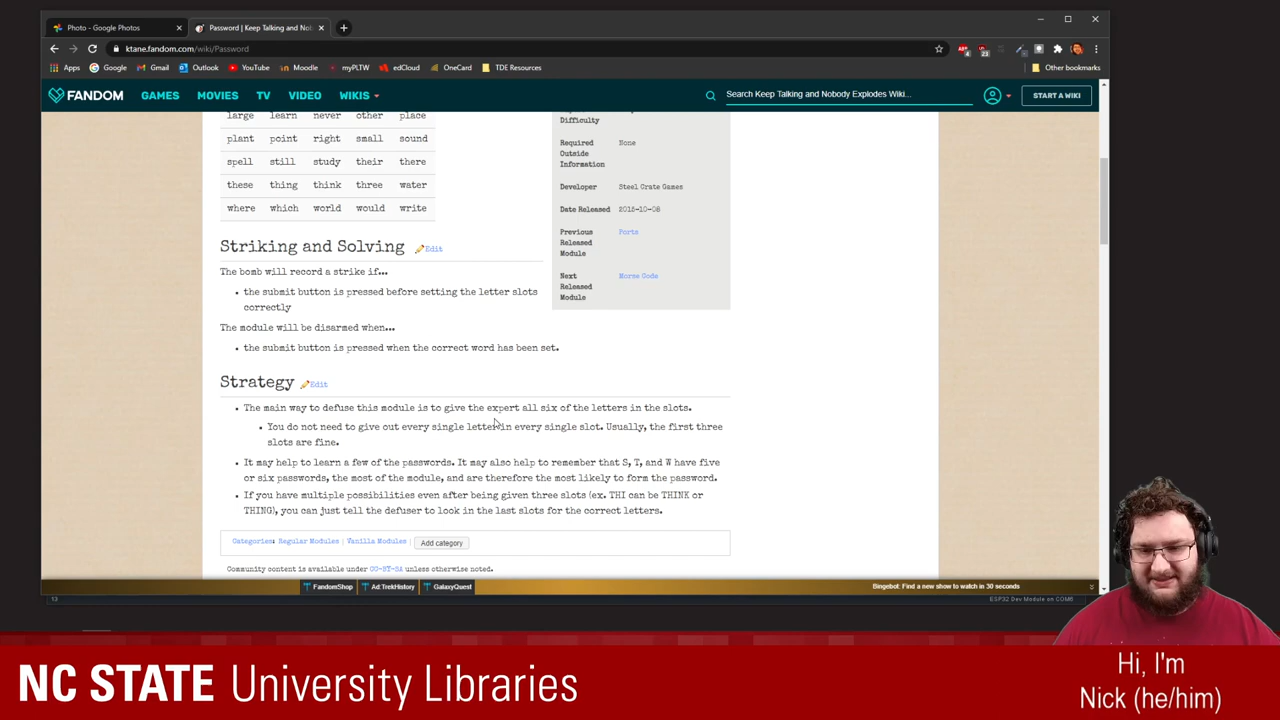 Photo - Google Photos
Password | Keep Talking and Nob
ktane.fandom.com/wiki/Password
Apps Google Gmail Outlook YouTube Moodle myPLTW edCloud OneCard TDE Resources Other bookmarks
FANDOM GAMES MOVIES TV VIDEO WIKIS Search Keep Talking and Nobody Explodes Wiki... START A WIKI
large learn never other place
plant point right small sound
spell still study their there
these thing think three water
where which world would write
Difficulty
Required Outside Information None
Developer Steel Crate Games
Date Released 2015-10-08
Previous Released Module Ports
Next Released Module Morse Code
Striking and Solving Edit
The bomb will record a strike if...
the submit button is pressed before setting the letter slots
correctly
The module will be disarmed when...
the submit button is pressed when the correct word has been set.
Strategy Edit
The main way to defuse this module is to give the expert all six of the letters in the slots.
You do not need to give out every single letter in every single slot. Usually, the first three
slots are fine.
It may help to learn a few of the passwords. It may also help to remember that S, T, and W have five
or six passwords, the most of the module, and are therefore the most likely to form the password.
If you have multiple possibilities even after being given three slots (ex. THI can be THINK or
THING), you can just tell the defuser to look in the last slots for the correct letters.
Categories: Regular Modules | Vanilla Modules | Add category
Community content is available under CC-BY-SA unless otherwise noted.
FandomShop Ad:TrekHistory GalaxyQuest Bingebot: Find a new show to watch in 30 seconds
13 ESP32 Dev Module on COM6
NC STATE University Libraries
Hi, I'm
Nick (he/him)